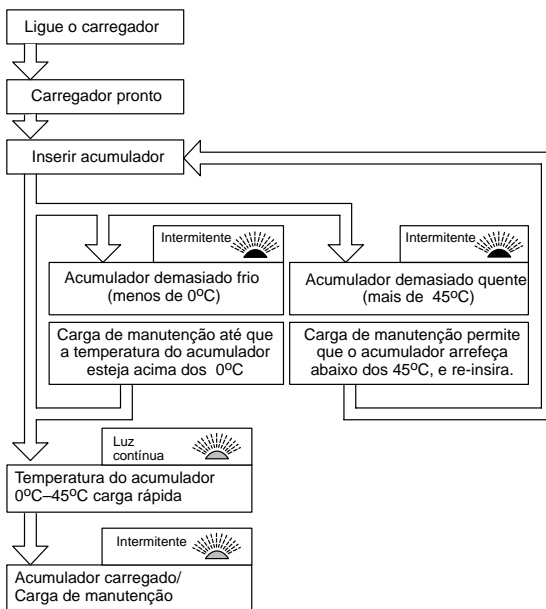 Ligue o carregador
Carregador pronto
Inserir acumulador
Intermitente
Acumulador demasiado frio
(menos de 0ºC)
Carga de manutenção até que
a temperatura do acumulador
esteja acima dos 0ºC
Intermitente
Acumulador demasiado quente
(mais de 45ºC)
Carga de manutenção permite
que o acumulador arrefeça
abaixo dos 45ºC, e re-insira.
Luz
contínua
Temperatura do acumulador
0ºC–45ºC carga rápida
Intermitente
Acumulador carregado/
Carga de manutenção